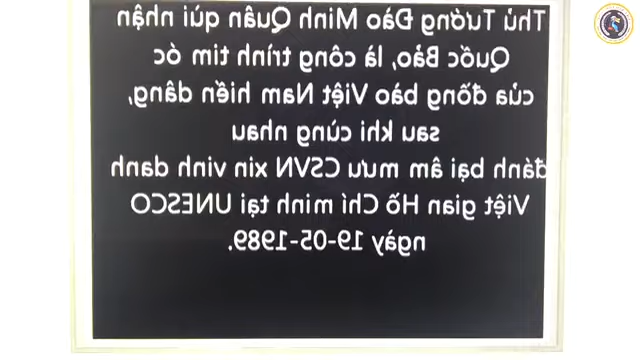 Thủ Tướng Đào Minh Quân Quân qúi nhận
Quốc Bảo, là công trình tim óc
của đồng bào Việt Nam hiến dâng,
sau khi cùng nhau
đánh bại âm mưu CSVN xin vinh danh
Việt gian Hồ Chí minh tại UNESCO
ngày 19-05-1989.